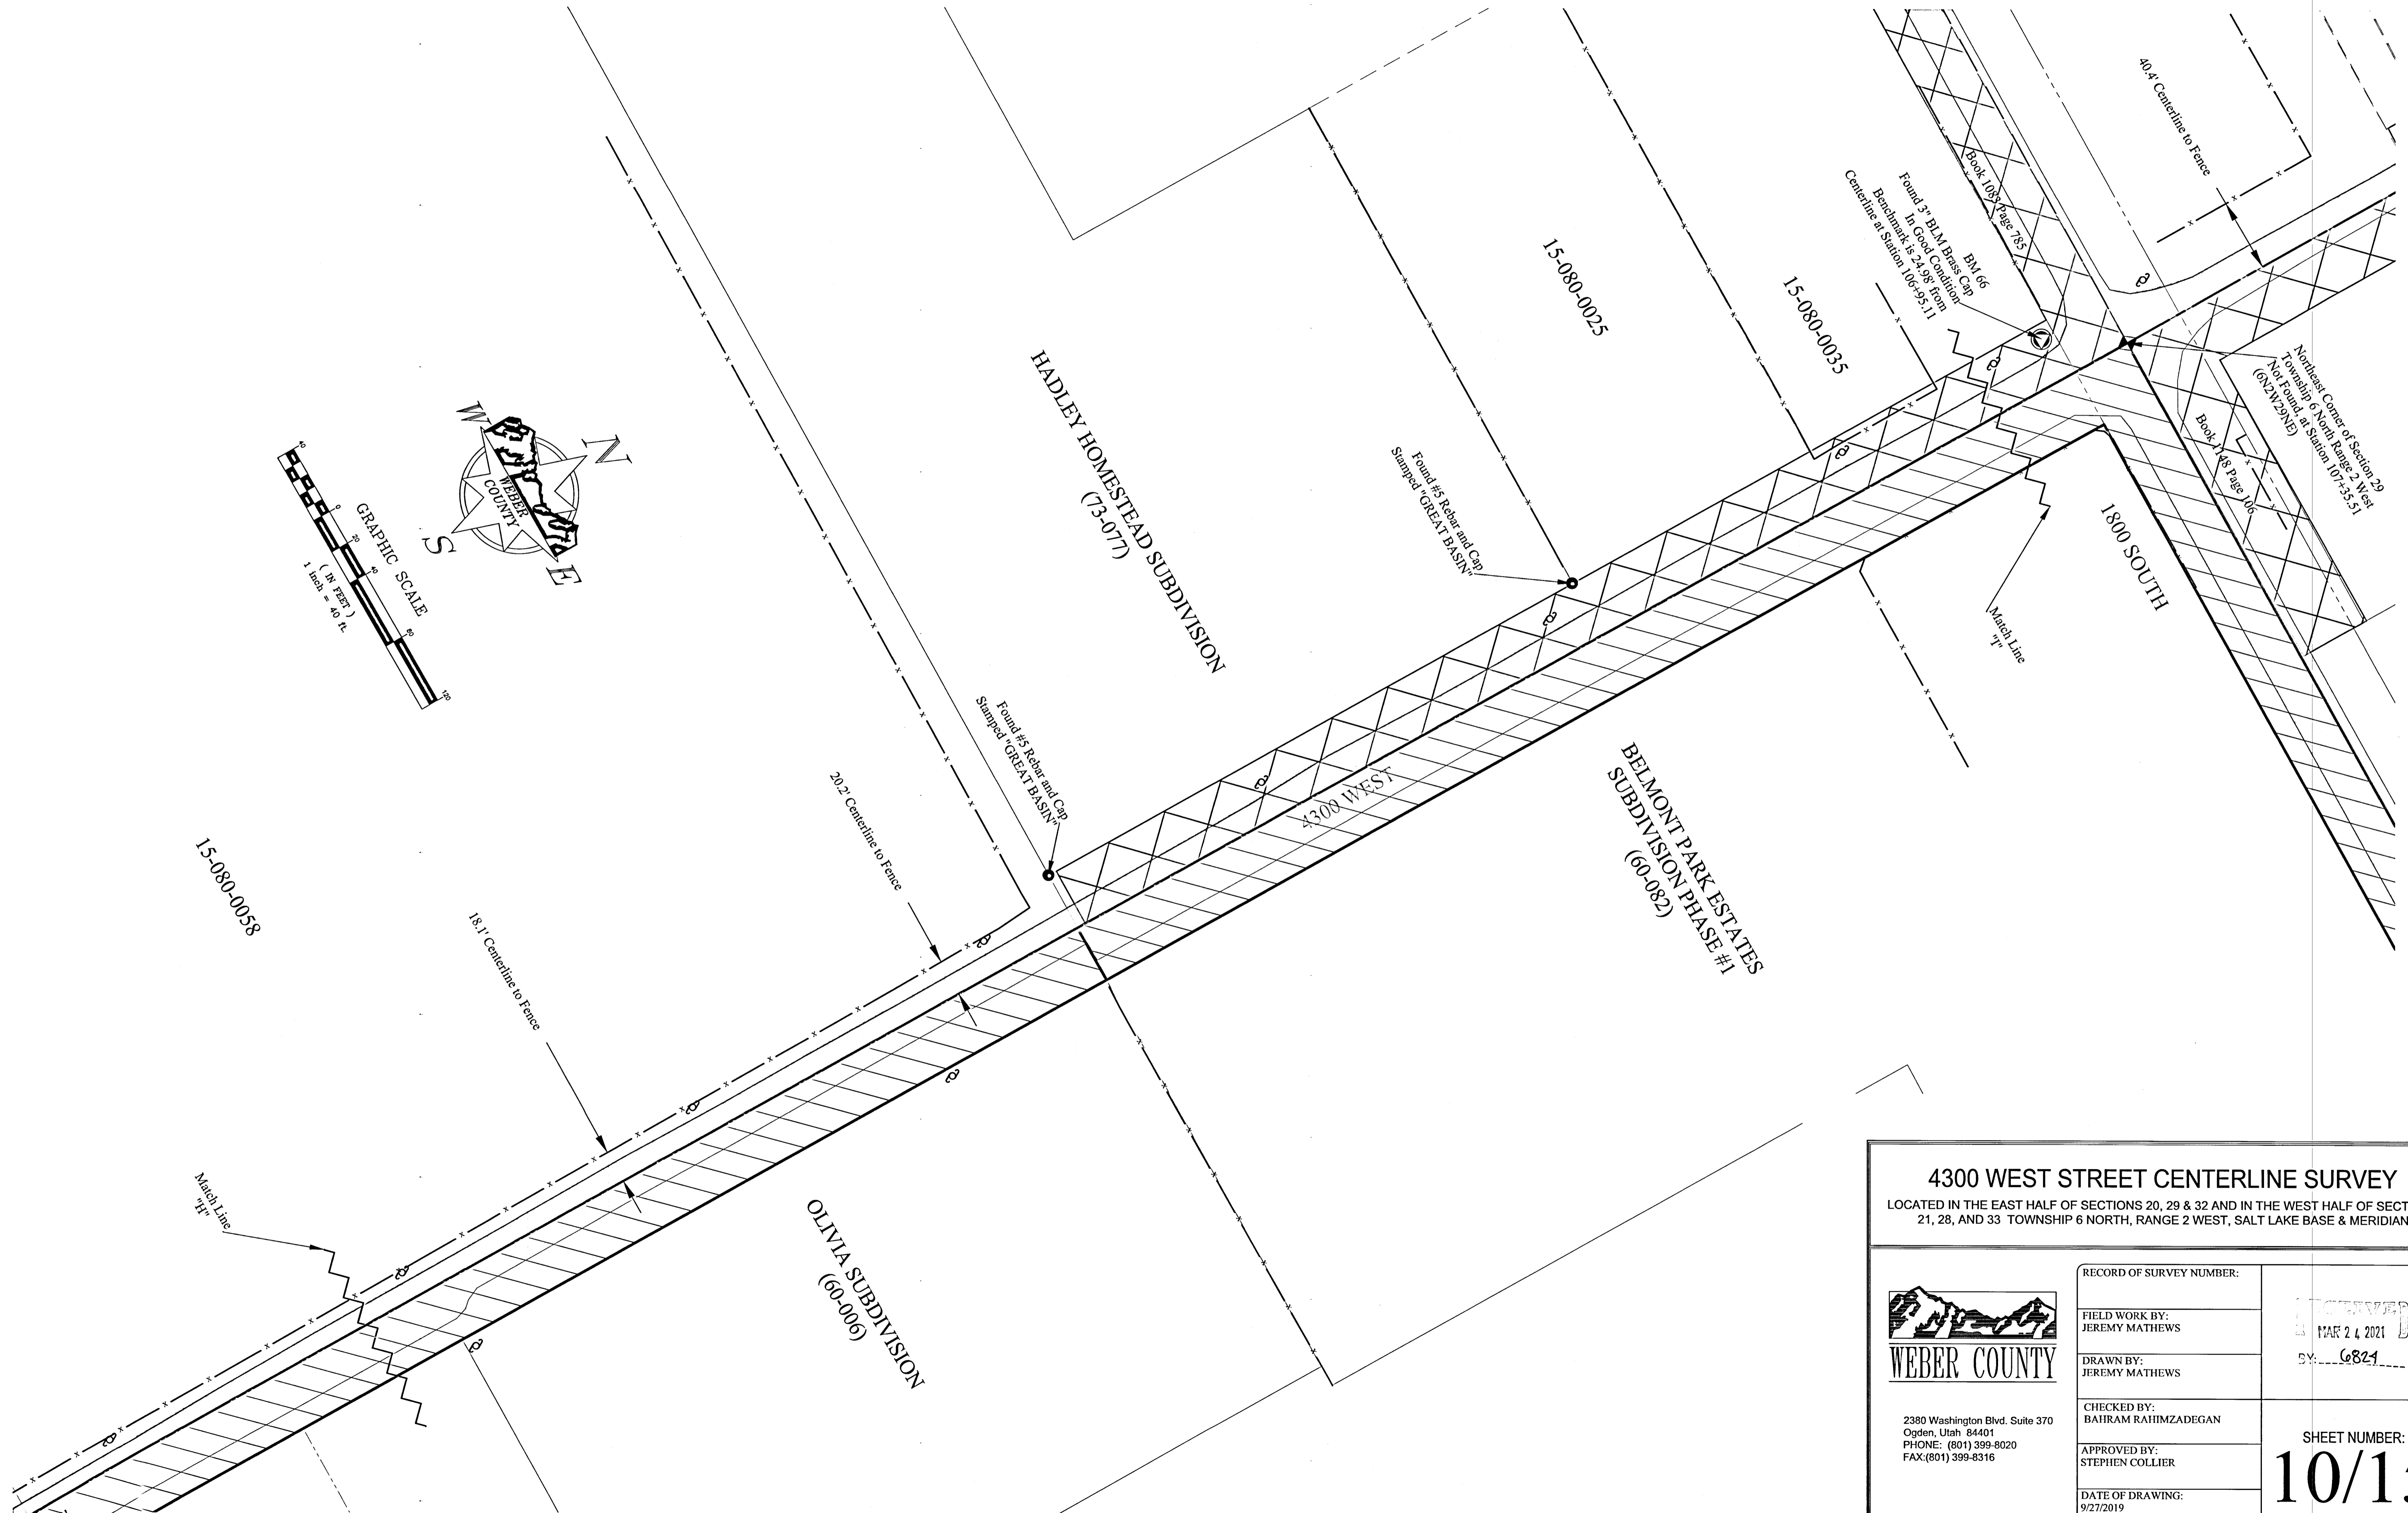 40.4' Centerline to Fence
Book 1083 Page 785
BM 66
Found 3" BLM Brass Cap
In Good Condition
Benchmark is 24.98' from
Centerline at Station 106+95.11
15-080-0025
15-080-0035
Northeast Corner of Section 29
Township 6 North Range 2 West
Not Found, at Station 107+35.51
(6N2W29NE)
Book 1148 Page 106
1800 SOUTH
Match Line
"I"
HADLEY HOMESTEAD SUBDIVISION
(73-077)
Found #5 Rebar and Cap
Stamped "GREAT BASIN"
N
W
E
S
WEBER
COUNTY
GRAPHIC SCALE
40
0
20
40
80
120
( IN FEET )
1 inch = 40 ft.
Found #5 Rebar and Cap
Stamped "GREAT BASIN"
4300 WEST
BELMONT PARK ESTATES
SUBDIVISION PHASE #1
(60-082)
20.2' Centerline to Fence
15-080-0058
18.1' Centerline to Fence
Match Line
"H"
OLIVIA SUBDIVISION
(60-006)
4300 WEST STREET CENTERLINE SURVEY
LOCATED IN THE EAST HALF OF SECTIONS 20, 29 & 32 AND IN THE WEST HALF OF SECT
21, 28, AND 33 TOWNSHIP 6 NORTH, RANGE 2 WEST, SALT LAKE BASE & MERIDIAN
WEBER COUNTY
2380 Washington Blvd. Suite 370
Ogden, Utah 84401
PHONE: (801) 399-8020
FAX:(801) 399-8316
RECORD OF SURVEY NUMBER:
FIELD WORK BY:
JEREMY MATHEWS
DRAWN BY:
JEREMY MATHEWS
CHECKED BY:
BAHRAM RAHIMZADEGAN
APPROVED BY:
STEPHEN COLLIER
DATE OF DRAWING:
9/27/2019
RECEIVED
MAR 24 2021
BY: 6824
SHEET NUMBER:
10/1